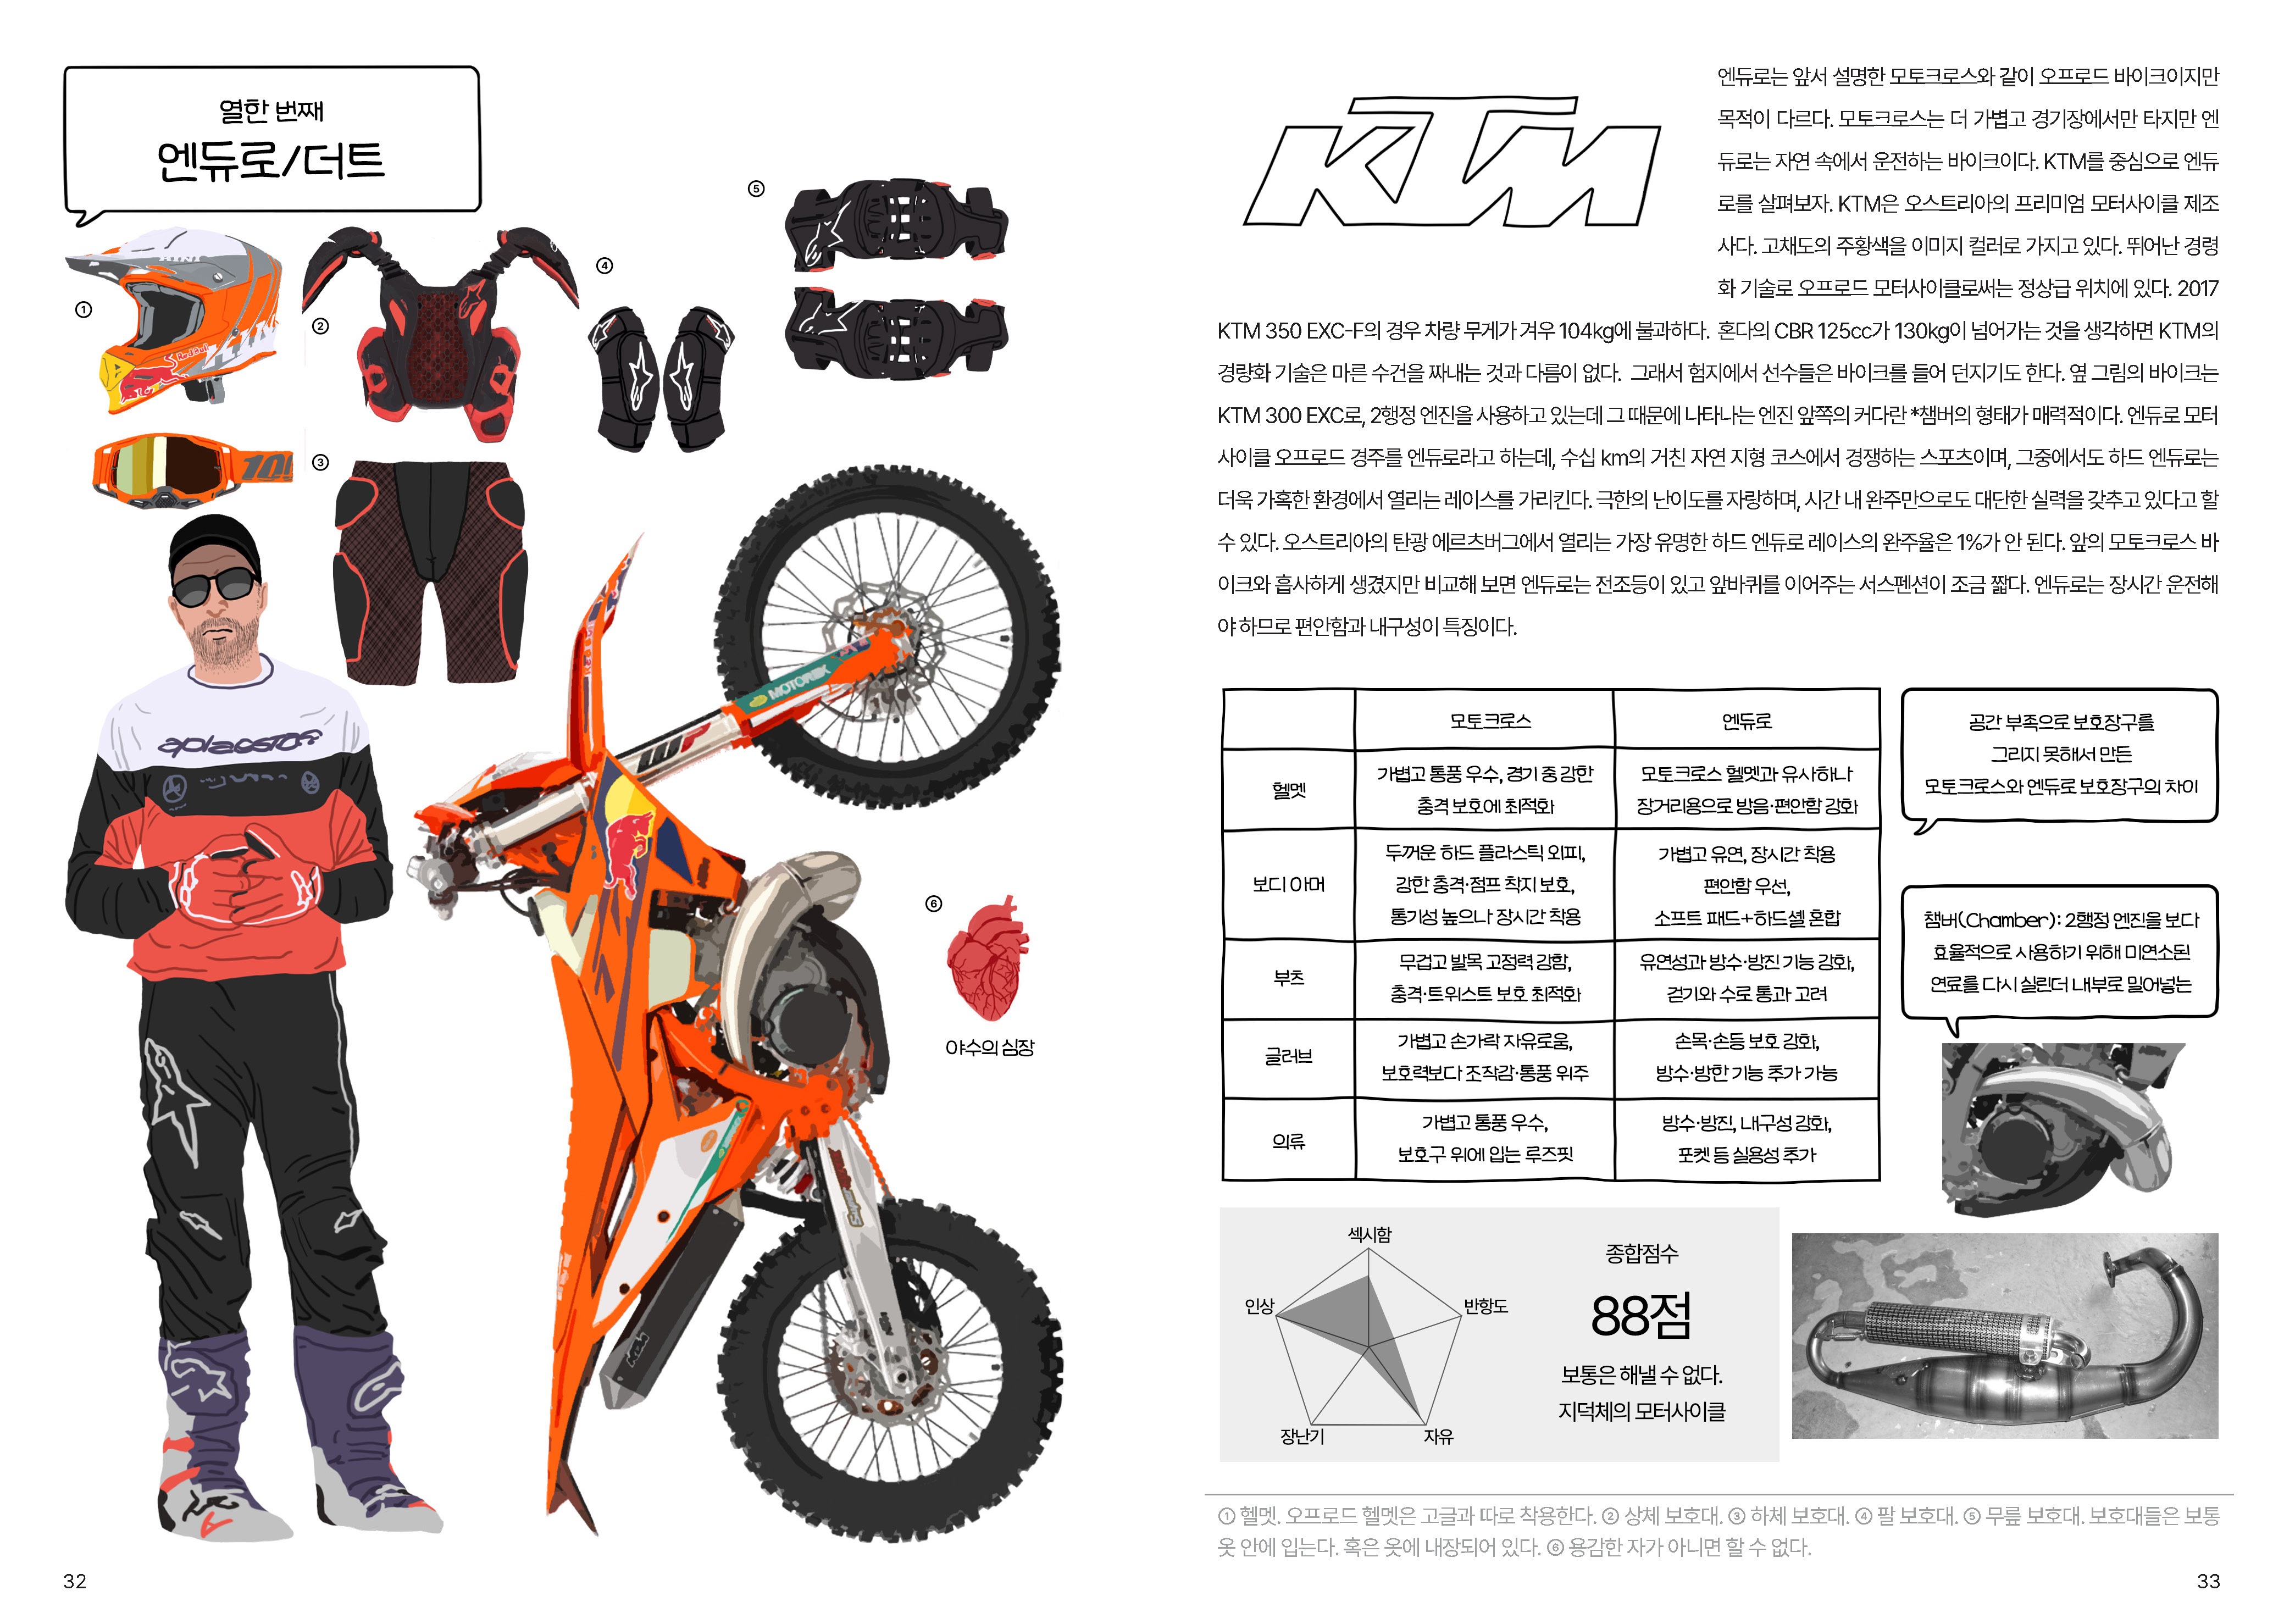 열한 번째
엔듀로/더트
①
②
③
④
⑤
KINI
Red Bull
100
MOTOREX
WP
⑥
야수의 심장
32
KTM
엔듀로는 앞서 설명한 모토크로스와 같이 오프로드 바이크이지만
목적이 다르다. 모토크로스는 더 가볍고 경기장에서만 타지만 엔
듀로는 자연 속에서 운전하는 바이크이다. KTM를 중심으로 엔듀
로를 살펴보자. KTM은 오스트리아의 프리미엄 모터사이클 제조
사다. 고채도의 주황색을 이미지 컬러로 가지고 있다. 뛰어난 경령
화 기술로 오프로드 모터사이클로써는 정상급 위치에 있다. 2017
KTM 350 EXC-F의 경우 차량 무게가 겨우 104kg에 불과하다. 혼다의 CBR 125cc가 130kg이 넘어가는 것을 생각하면 KTM의
경량화 기술은 마른 수건을 짜내는 것과 다름이 없다. 그래서 험지에서 선수들은 바이크를 들어 던지기도 한다. 옆 그림의 바이크는
KTM 300 EXC로, 2행정 엔진을 사용하고 있는데 그 때문에 나타나는 엔진 앞쪽의 커다란 *챔버의 형태가 매력적이다. 엔듀로 모터
사이클 오프로드 경주를 엔듀로라고 하는데, 수십 km의 거친 자연 지형 코스에서 경쟁하는 스포츠이며, 그중에서도 하드 엔듀로는
더욱 가혹한 환경에서 열리는 레이스를 가리킨다. 극한의 난이도를 자랑하며, 시간 내 완주만으로도 대단한 실력을 갖추고 있다고 할
수 있다. 오스트리아의 탄광 에르츠버그에서 열리는 가장 유명한 하드 엔듀로 레이스의 완주율은 1%가 안 된다. 앞의 모토크로스 바
이크와 흡사하게 생겼지만 비교해 보면 엔듀로는 전조등이 있고 앞바퀴를 이어주는 서스펜션이 조금 짧다. 엔듀로는 장시간 운전해
야 하므로 편안함과 내구성이 특징이다.
모토크로스 엔듀로
헬멧 가볍고 통풍 우수, 경기 중 강한 모토크로스 헬멧과 유사하나
충격 보호에 최적화 장거리용으로 방음·편안함 강화
보디 아머 두꺼운 하드 플라스틱 외피, 가볍고 유연, 장시간 착용
강한 충격·점프 착지 보호, 편안함 우선,
통기성 높으나 장시간 착용 소프트 패드+하드셸 혼합
부츠 무겁고 발목 고정력 강함, 유연성과 방수·방진 기능 강화,
충격·트위스트 보호 최적화 걷기와 수로 통과 고려
글러브 가볍고 손가락 자유로움, 손목·손등 보호 강화,
보호력보다 조작감·통풍 위주 방수·방한 기능 추가 가능
의류 가볍고 통풍 우수, 방수·방진, 내구성 강화,
보호구 위에 입는 루즈핏 포켓 등 실용성 추가
공간 부족으로 보호장구를
그리지 못해서 만든
모토크로스와 엔듀로 보호장구의 차이
챔버(Chamber): 2행정 엔진을 보다
효율적으로 사용하기 위해 미연소된
연료를 다시 실린더 내부로 밀어넣는
섹시함
반항도
자유
장난기
인상
종합점수
88점
보통은 해낼 수 없다.
지덕체의 모터사이클
① 헬멧. 오프로드 헬멧은 고글과 따로 착용한다. ② 상체 보호대. ③ 하체 보호대. ④ 팔 보호대. ⑤ 무릎 보호대. 보호대들은 보통
옷 안에 입는다. 혹은 옷에 내장되어 있다. ⑥ 용감한 자가 아니면 할 수 없다.
33